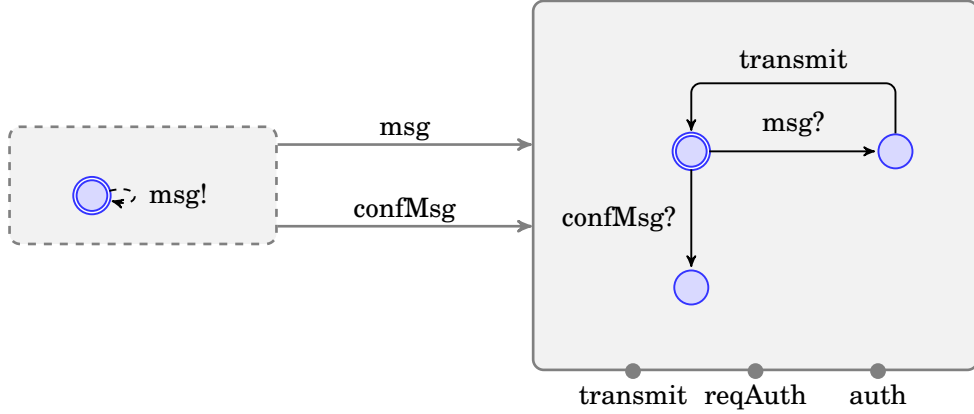 transmit
msg
msg?
msg!
confMsg
confMsg?
transmit reqAuth auth